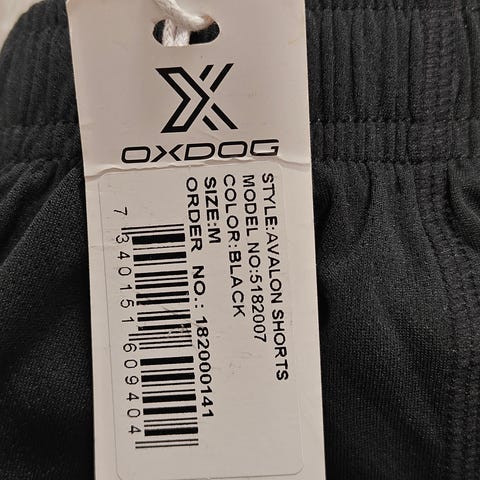 OXDOG
STYLE:AVALON SHORTS
MODEL NO:5182007
COLOR:BLACK
SIZE:M
ORDER NO.: 182000141
7 340151 609404